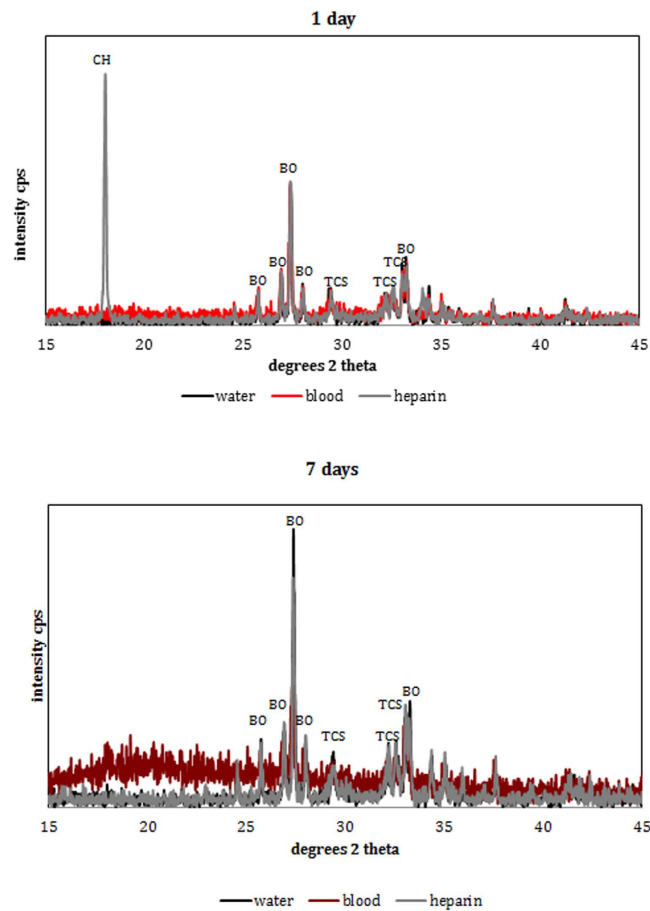 1 day
CH
BO
BO
BO
BO
TCS
TCS
TCS
BO
intensity cps
15 20 25 30 35 40 45
degrees 2 theta
water blood heparin
7 days
BO
BO
BO
BO
TCS
TCS
TCS
BO
intensity cps
15 20 25 30 35 40 45
degrees 2 theta
water blood heparin